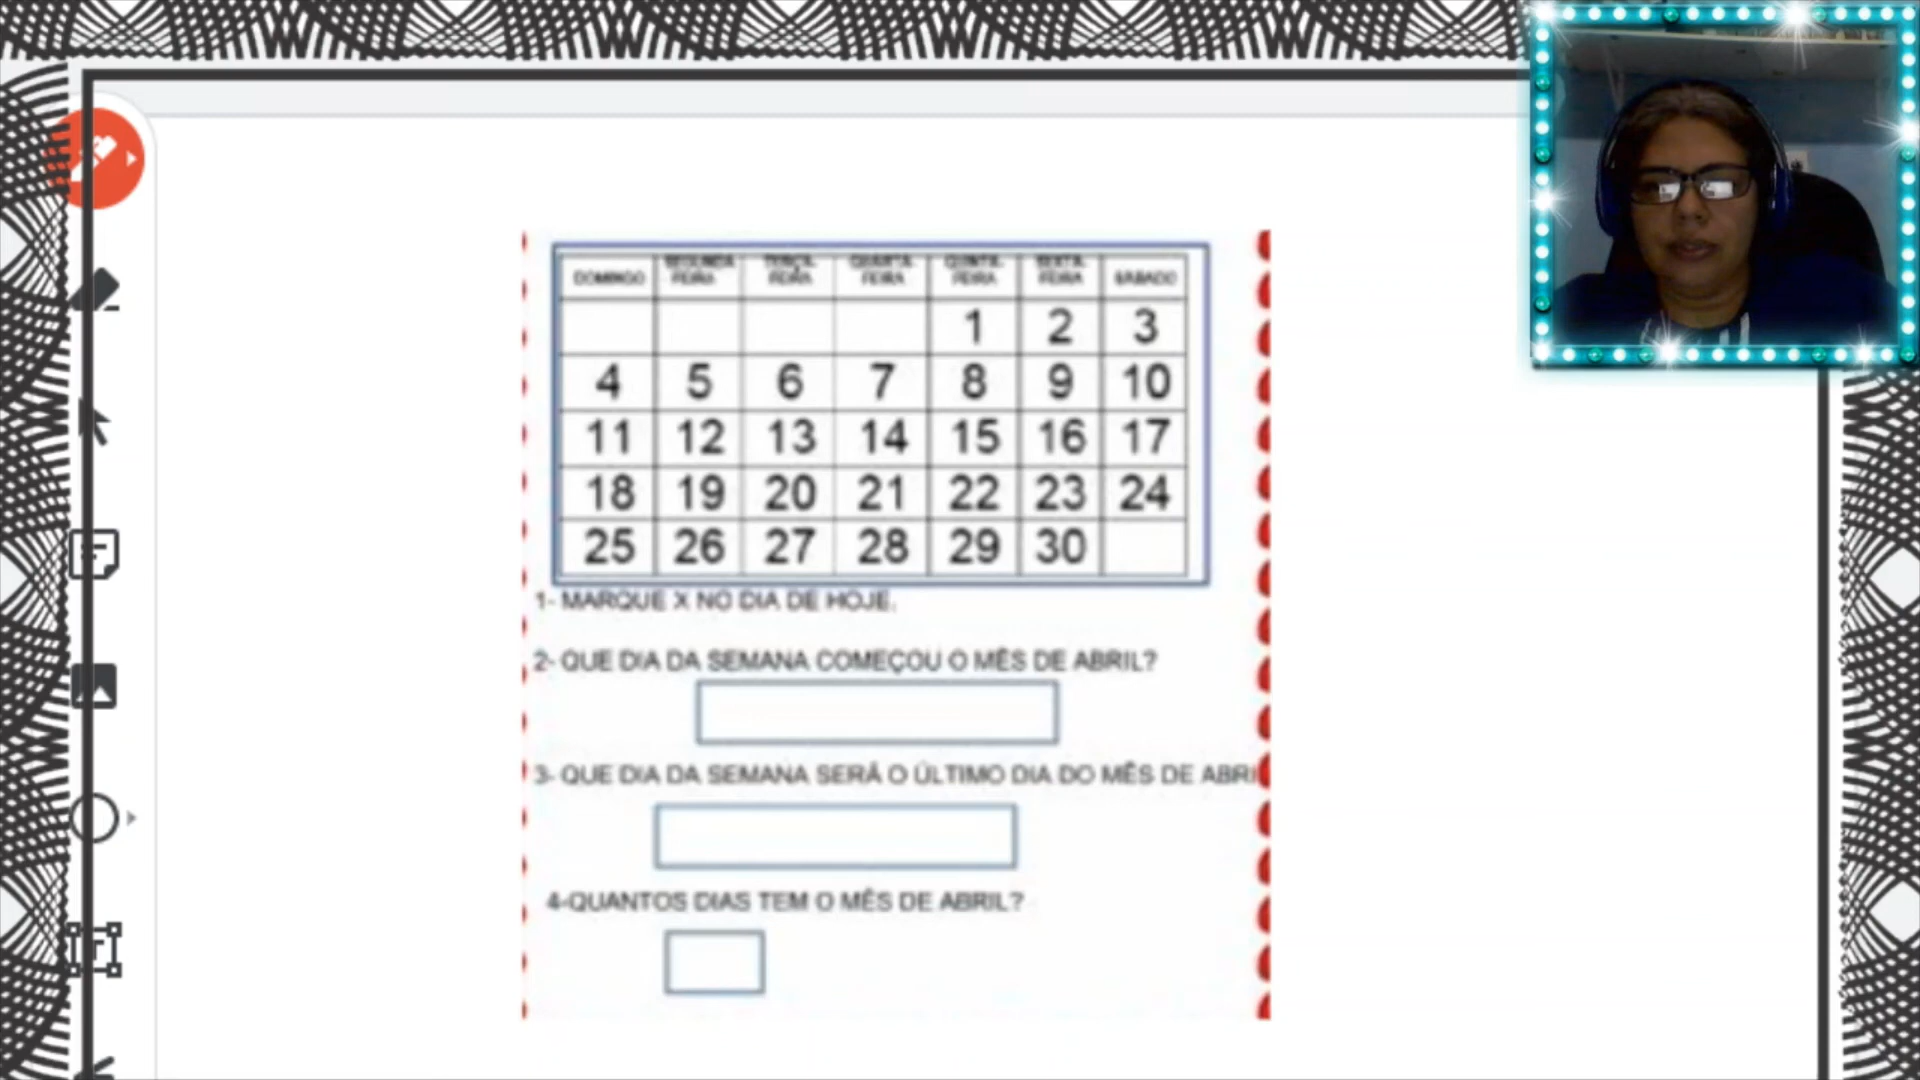 DOMINGO SEGUNDA FEIRA TERÇA- FEIRA QUARTA- FEIRA QUINTA- FEIRA SEXTA- FEIRA SÁBADO
1 2 3
4 5 6 7 8 9 10
11 12 13 14 15 16 17
18 19 20 21 22 23 24
25 26 27 28 29 30
1- MARQUE X NO DIA DE HOJE.
2- QUE DIA DA SEMANA COMEÇOU O MÊS DE ABRIL?
3- QUE DIA DA SEMANA SERÁ O ÚLTIMO DIA DO MÊS DE ABRI
4-QUANTOS DIAS TEM O MÊS DE ABRIL?